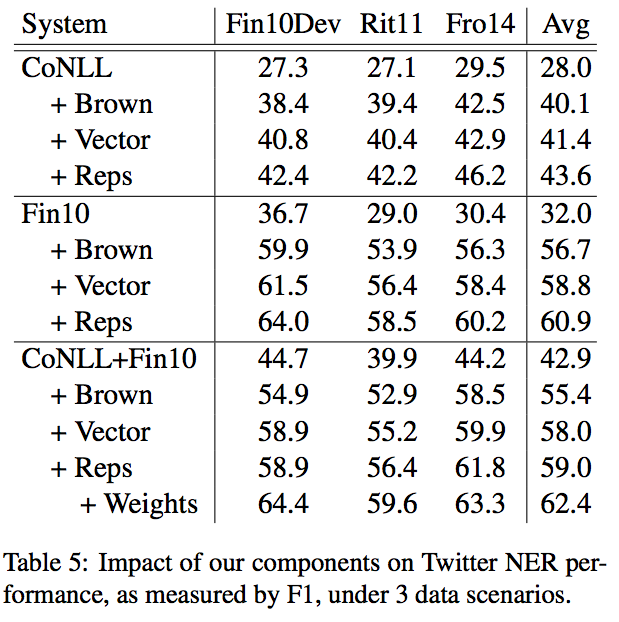 System Fin10Dev Rit11 Fro14 Avg
CoNLL 27.3 27.1 29.5 28.0
+ Brown 38.4 39.4 42.5 40.1
+ Vector 40.8 40.4 42.9 41.4
+ Reps 42.4 42.2 46.2 43.6
Fin10 36.7 29.0 30.4 32.0
+ Brown 59.9 53.9 56.3 56.7
+ Vector 61.5 56.4 58.4 58.8
+ Reps 64.0 58.5 60.2 60.9
CoNLL+Fin10 44.7 39.9 44.2 42.9
+ Brown 54.9 52.9 58.5 55.4
+ Vector 58.9 55.2 59.9 58.0
+ Reps 58.9 56.4 61.8 59.0
+ Weights 64.4 59.6 63.3 62.4
Table 5: Impact of our components on Twitter NER per-
formance, as measured by F1, under 3 data scenarios.